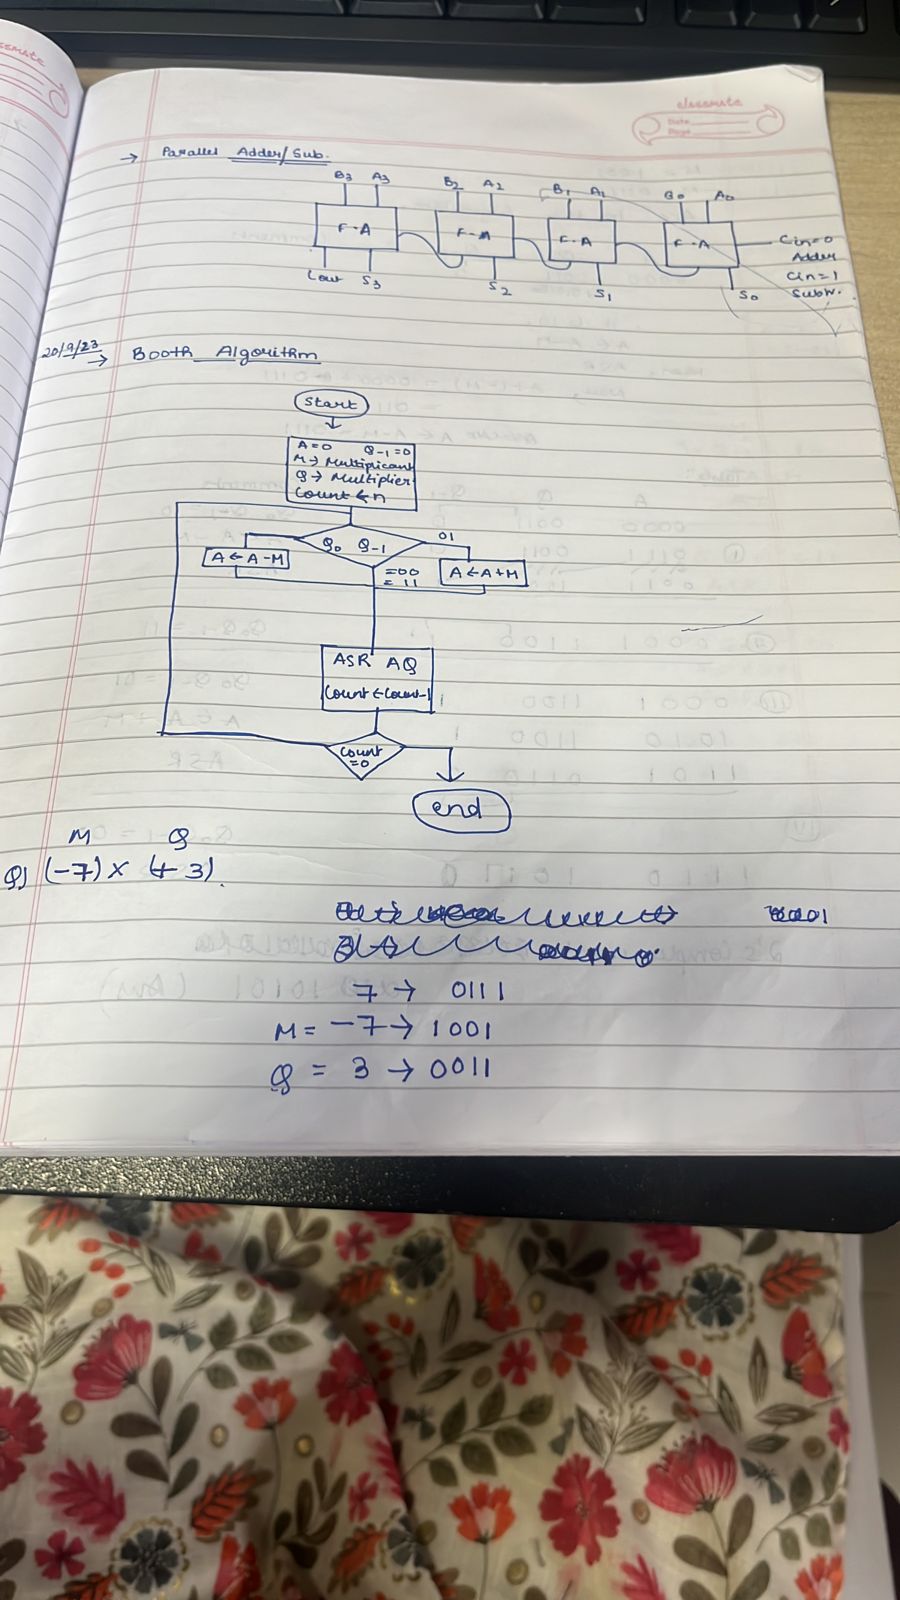 classmate
Date
Page
→ Parallel Adder/Sub.
B3 A3 B2 A2 B1 A1 B0 A0
F-A F-A F-A F-A Cin=0
Adder
Cin=1
Subtr.
Cout S3 S2 S1 S0
20/9/23
→ Booth Algorithm
Start
A=0 Q-1=0
M → Multiplicant
Q → Multiplier
Count ← n
Q0 Q-1 01
A ← A-M =00 A ← A+M
= 11
ASR AQ
Count ← Count-1
Count
=0
end
M Q
Q) (-7) × (+3).
7 → 0111
M = -7 → 1001
Q = 3 → 0011